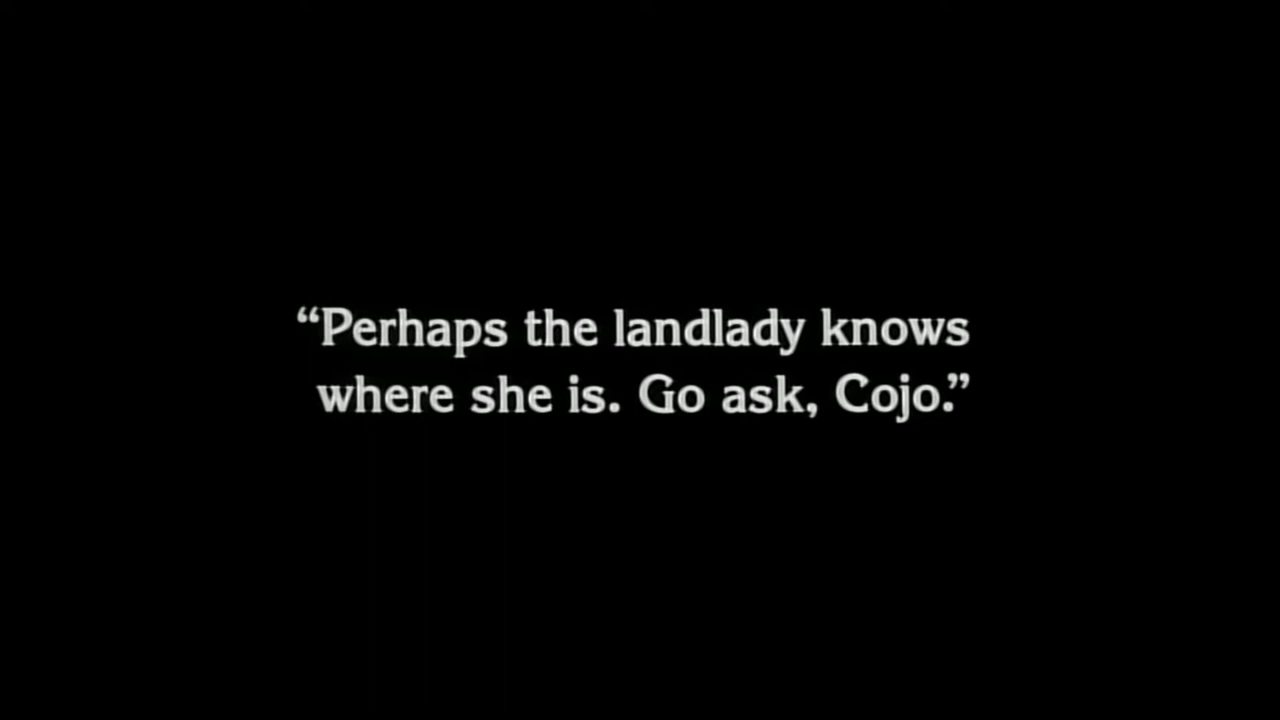 “Perhaps the landlady knows
where she is. Go ask, Cojo.”